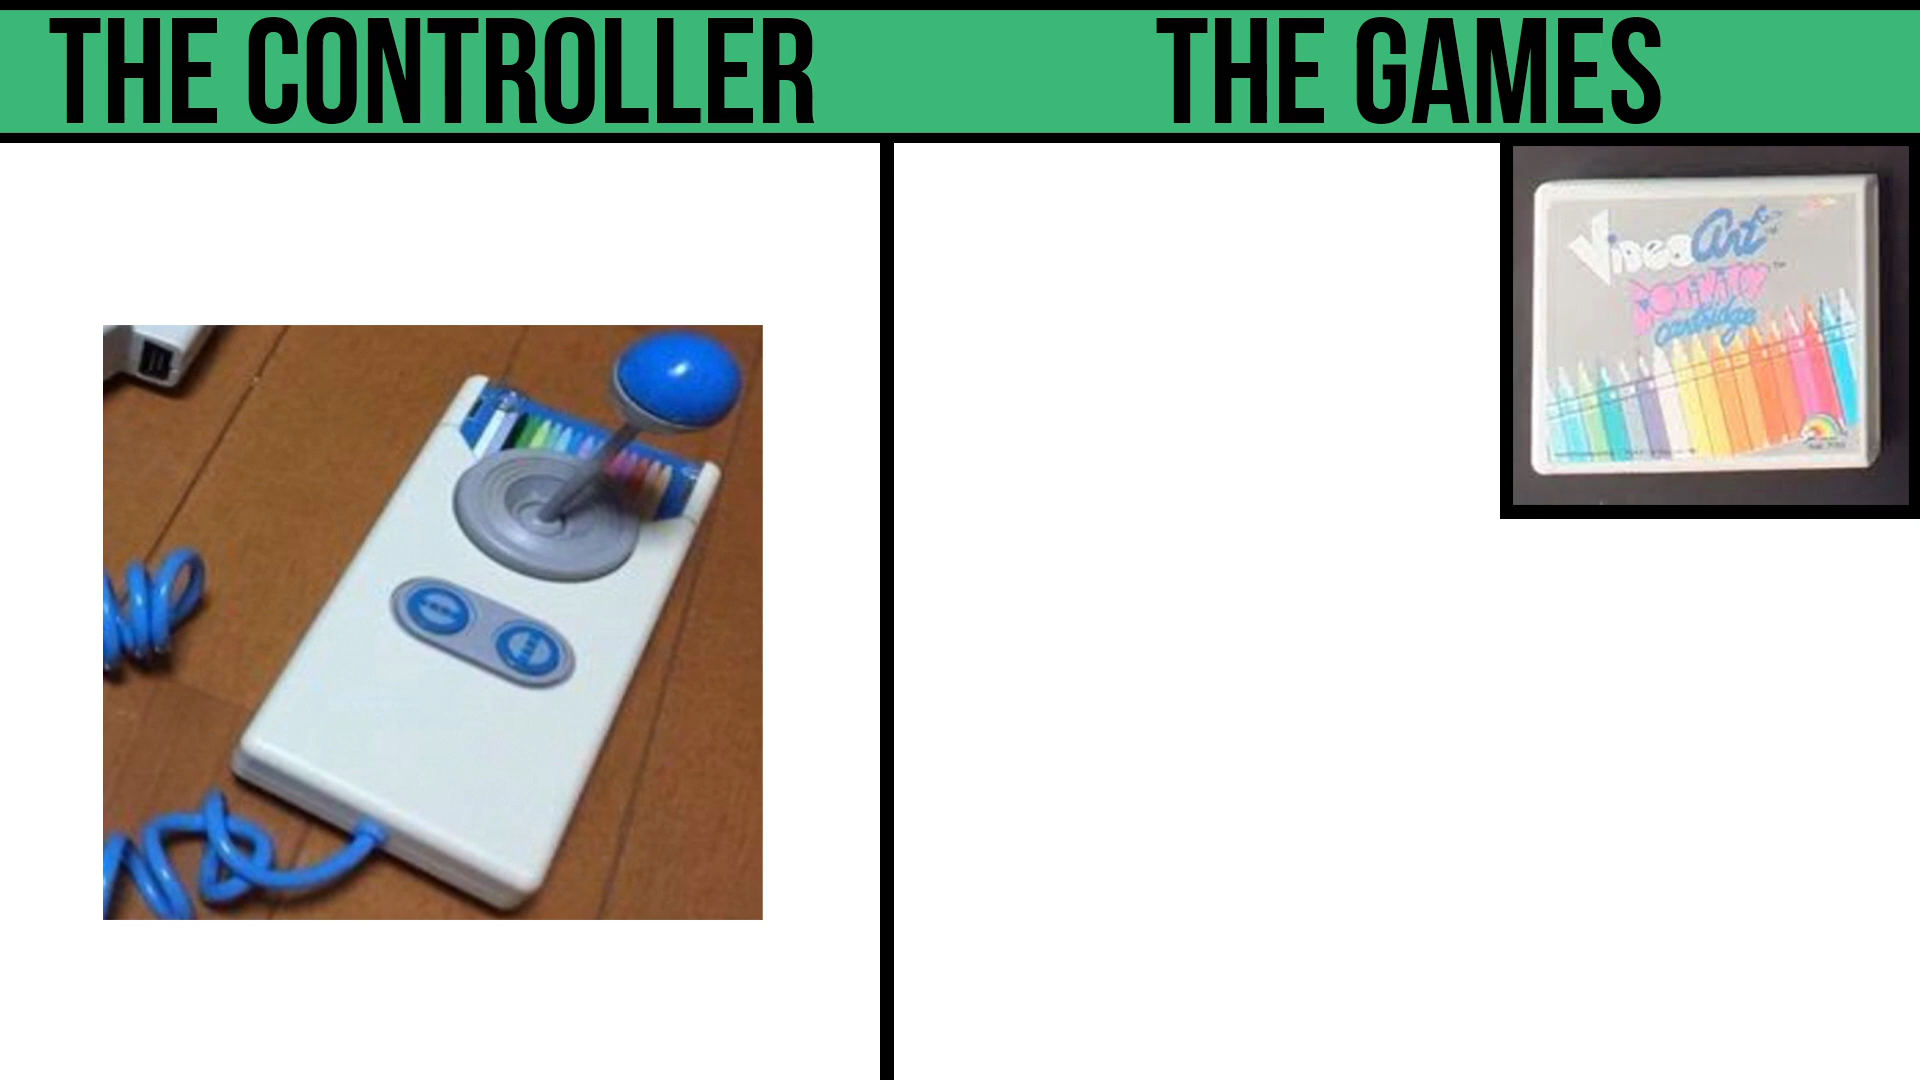 THE CONTROLLER
THE GAMES
VideoArt
ACTIVITY
cartridge